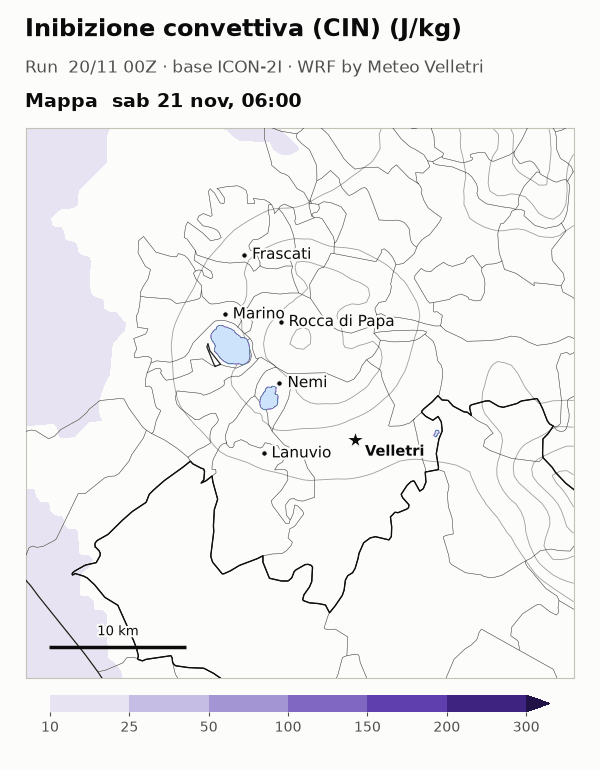 Inibizione convettiva (CIN) (J/kg)
Run  20/11 00Z · base ICON-2I · WRF by Meteo Velletri
Mappa  sab 21 nov, 06:00
Frascati
Marino
Rocca di Papa
Nemi
Velletri
Lanuvio
10 km
10 25 50 100 150 200 300